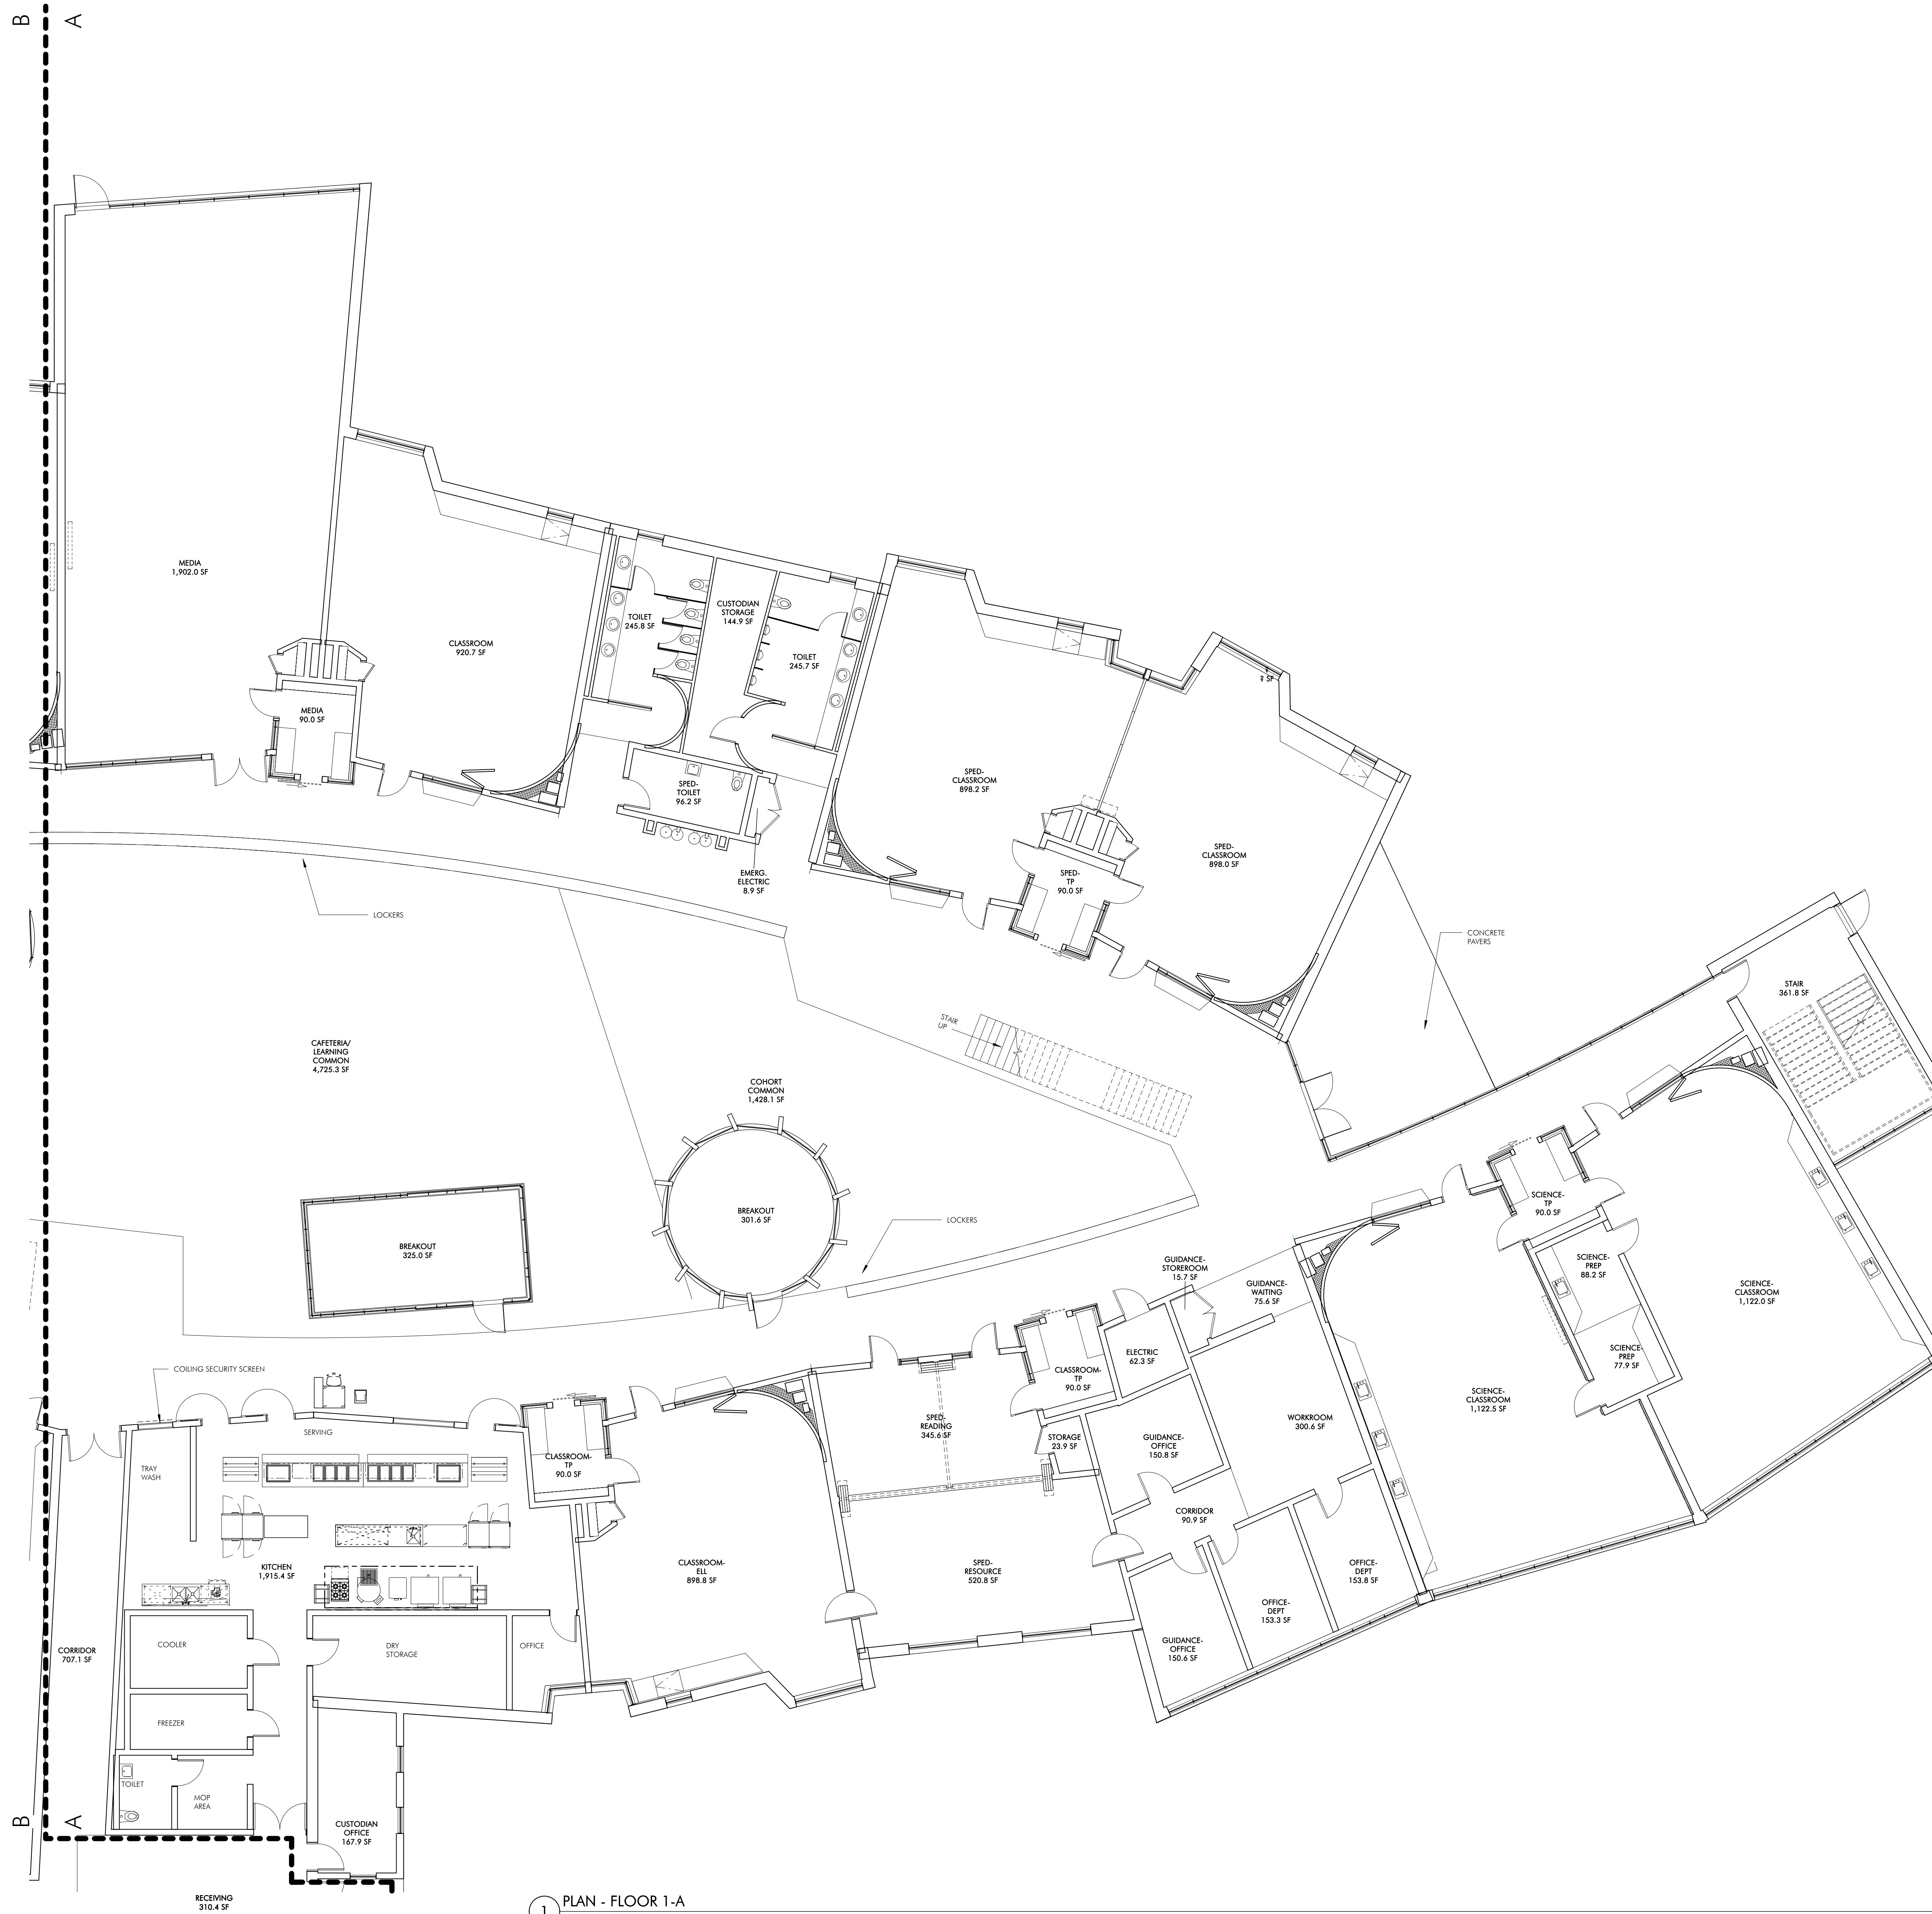 B
A
MEDIA
1,902.0 SF
CLASSROOM
920.7 SF
TOILET
245.8 SF
CUSTODIAN
STORAGE
144.9 SF
TOILET
245.7 SF
? SF
MEDIA
90.0 SF
SPED-
TOILET
96.2 SF
SPED-
CLASSROOM
898.2 SF
SPED-
CLASSROOM
898.0 SF
EMERG.
ELECTRIC
8.9 SF
SPED-
TP
90.0 SF
LOCKERS
CONCRETE
PAVERS
STAIR
361.8 SF
STAIR
UP
CAFETERIA/
LEARNING
COMMON
4,725.3 SF
COHORT
COMMON
1,428.1 SF
BREAKOUT
301.6 SF
LOCKERS
BREAKOUT
325.0 SF
SCIENCE-
TP
90.0 SF
GUIDANCE-
STOREROOM
15.7 SF
GUIDANCE-
WAITING
75.6 SF
SCIENCE-
PREP
88.2 SF
SCIENCE-
CLASSROOM
1,122.0 SF
COILING SECURITY SCREEN
ELECTRIC
62.3 SF
SCIENCE-
PREP
77.9 SF
CLASSROOM-
TP
90.0 SF
SCIENCE-
CLASSROOM
1,122.5 SF
SERVING
SPED-
READING
345.6 SF
STORAGE
23.9 SF
GUIDANCE-
OFFICE
150.8 SF
WORKROOM
300.6 SF
TRAY
WASH
CLASSROOM-
TP
90.0 SF
CORRIDOR
90.9 SF
KITCHEN
1,915.4 SF
CLASSROOM-
ELL
898.8 SF
SPED-
RESOURCE
520.8 SF
OFFICE-
DEPT
153.8 SF
OFFICE-
DEPT
153.3 SF
CORRIDOR
707.1 SF
COOLER
DRY
STORAGE
OFFICE
GUIDANCE-
OFFICE
150.6 SF
FREEZER
TOILET
MOP
AREA
B
A
CUSTODIAN
OFFICE
167.9 SF
RECEIVING
310.4 SF
1
PLAN - FLOOR 1-A